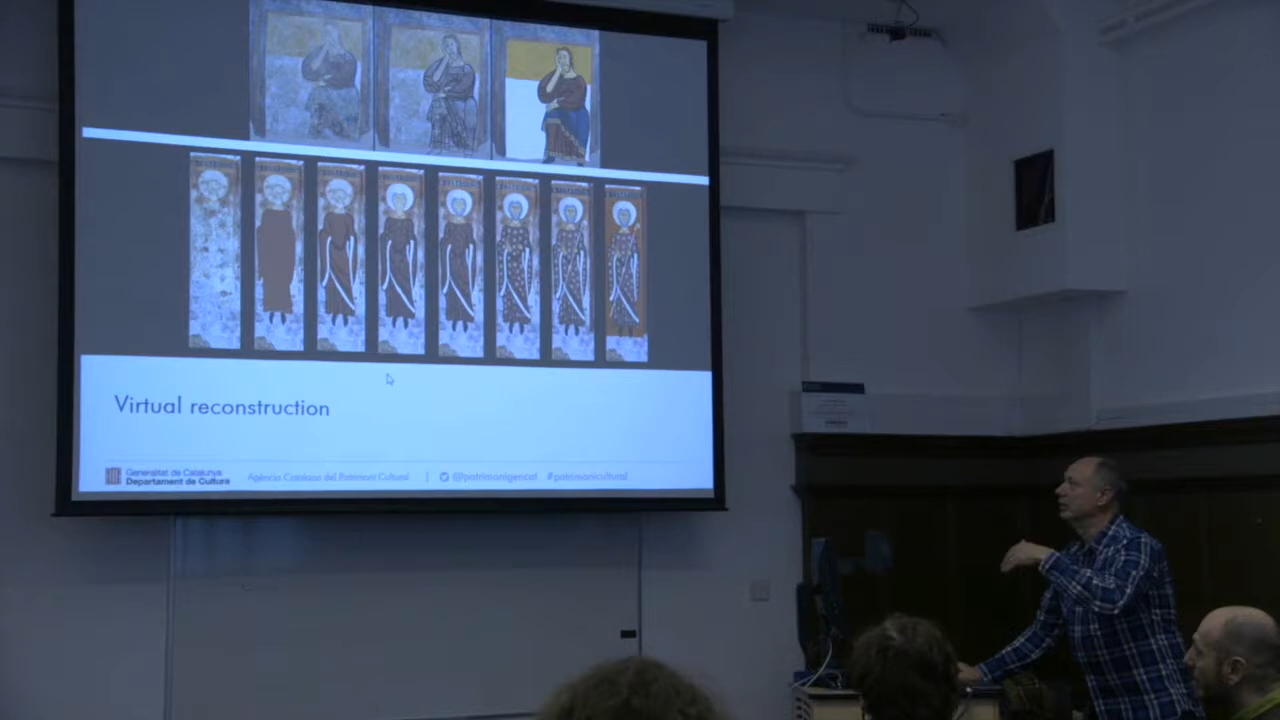 Virtual reconstruction
Generalitat de Catalunya
Departament de Cultura
Agència Catalana del Patrimoni Cultural | @patrimonigencat #patrimonicultural